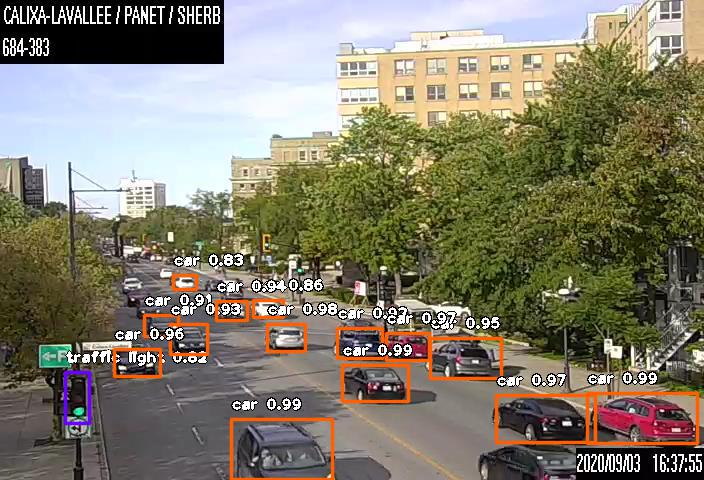 CALIXA-LAVALLEE / PANET / SHERB
684-383
car 0.83
car 0.94
0.86
car 0.91
car 0.93
car 0.98
car 0.97
car 0.95
car 0.96
traffic light 0.82
car 0.99
car 0.97
car 0.99
car 0.99
2020/09/03 16:37:55